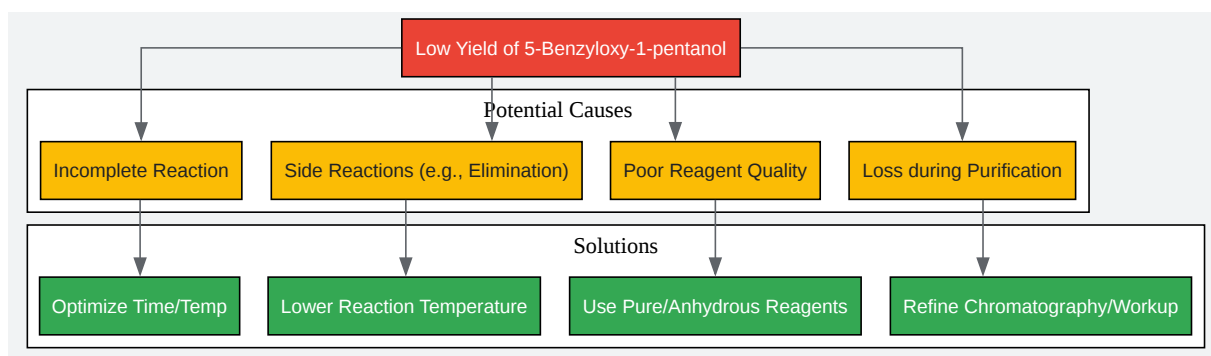 Low Yield of 5-Benzyloxy-1-pentanol
Potential Causes
Incomplete Reaction
Side Reactions (e.g., Elimination)
Poor Reagent Quality
Loss during Purification
Solutions
Optimize Time/Temp
Lower Reaction Temperature
Use Pure/Anhydrous Reagents
Refine Chromatography/Workup